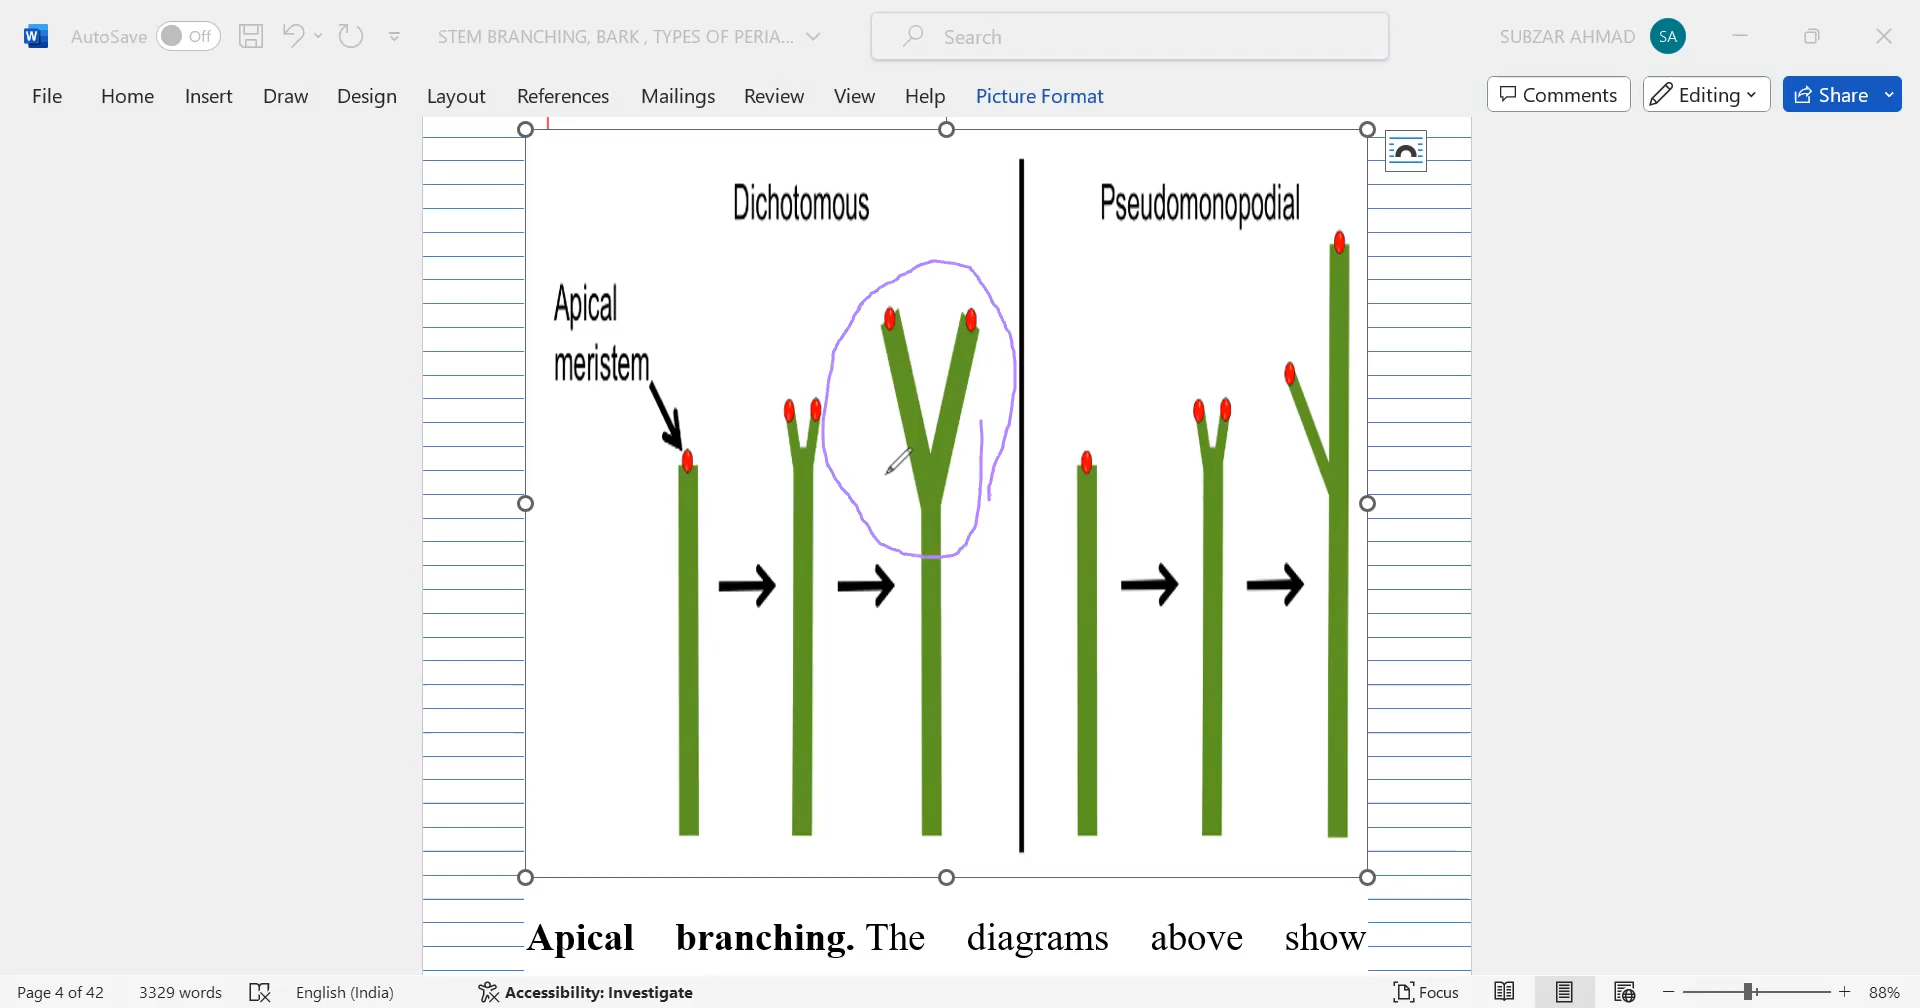 AutoSave Off STEM BRANCHING, BARK , TYPES OF PERIA... Search SUBZAR AHMAD SA
File Home Insert Draw Design Layout References Mailings Review View Help Picture Format Comments Editing Share
Dichotomous Pseudomonopodial
Apical
meristem
Apical branching. The diagrams above show
Page 4 of 42 3329 words English (India) Accessibility: Investigate Focus 88%